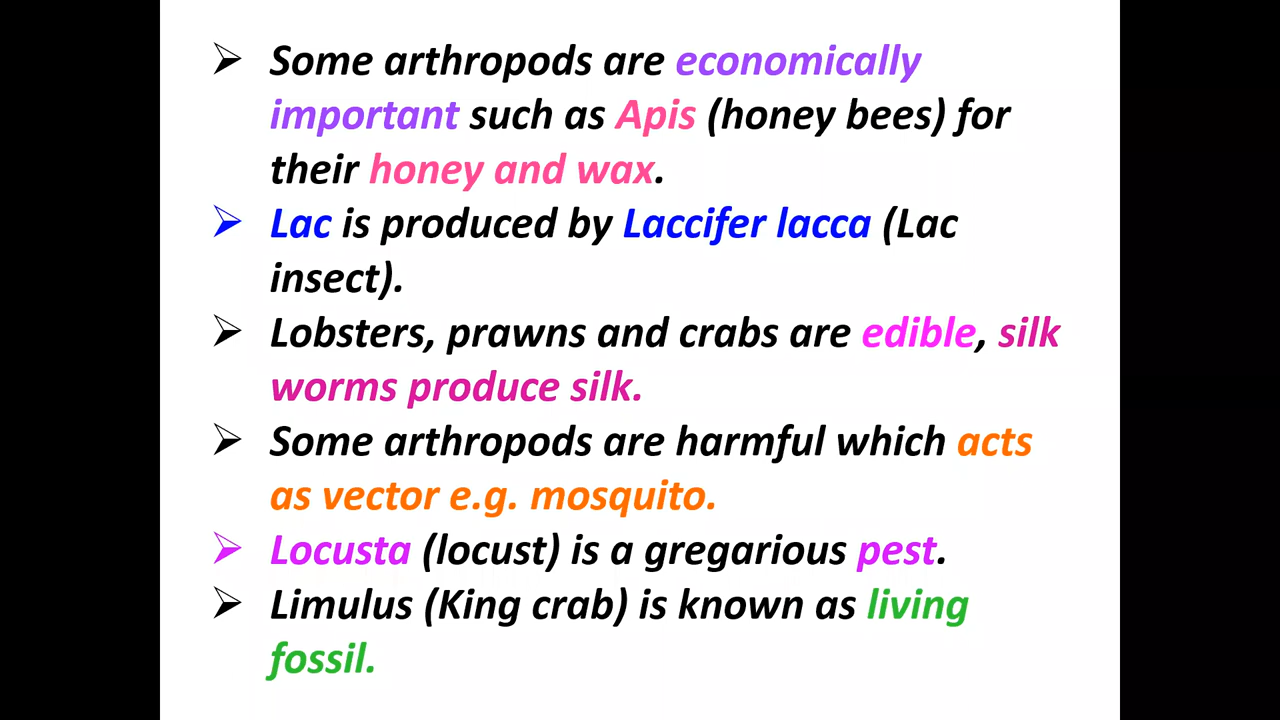 ➢ Some arthropods are economically
important such as Apis (honey bees) for
their honey and wax.
➢ Lac is produced by Laccifer lacca (Lac
insect).
➢ Lobsters, prawns and crabs are edible, silk
worms produce silk.
➢ Some arthropods are harmful which acts
as vector e.g. mosquito.
➢ Locusta (locust) is a gregarious pest.
➢ Limulus (King crab) is known as living
fossil.